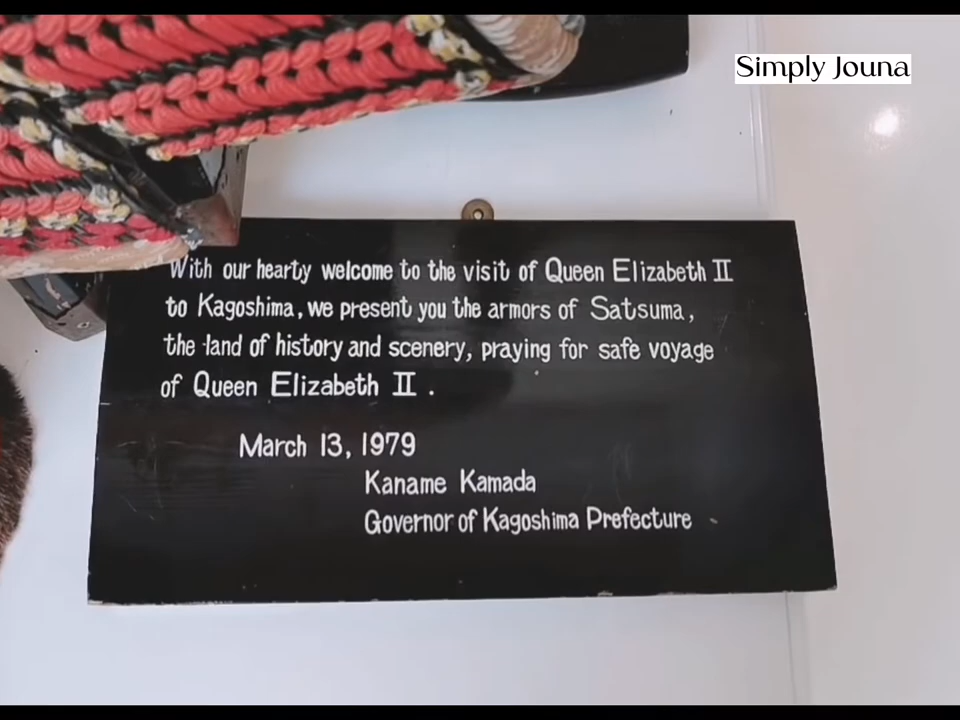 Simply Jouna
With our hearty welcome to the visit of Queen Elizabeth II
to Kagoshima, we present you the armors of Satsuma,
the land of history and scenery, praying for safe voyage
of Queen Elizabeth II.
March 13, 1979
Kaname Kamada
Governor of Kagoshima Prefecture